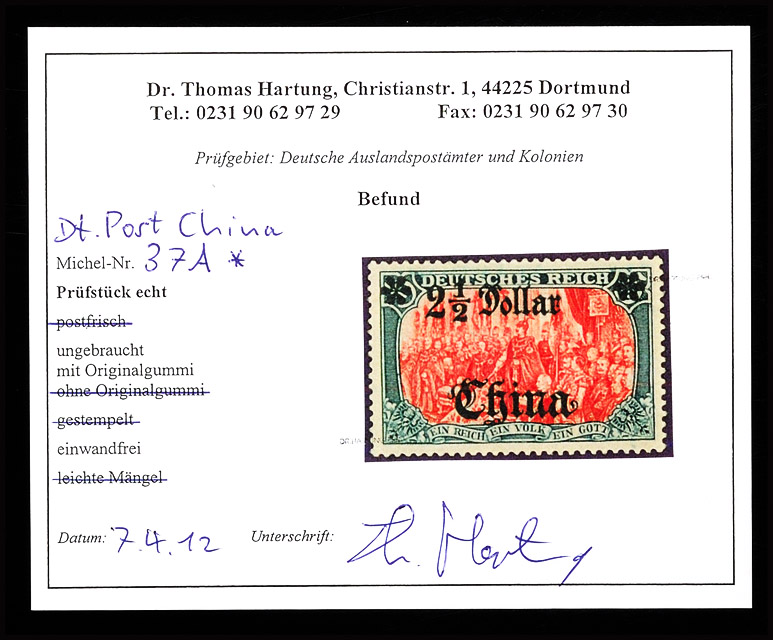 Dr. Thomas Hartung, Christianstr. 1, 44225 Dortmund
Tel.: 0231 90 62 97 29 Fax: 0231 90 62 97 30
Prüfgebiet: Deutsche Auslandspostämter und Kolonien
Befund
Dt. Post China
Michel-Nr. 37A *
Prüfstück echt
postfrisch
ungebraucht
mit Originalgummi
ohne Originalgummi
gestempelt
einwandfrei
leichte Mängel
Datum: 7.4.12 Unterschrift: Th. Hartung
DEUTSCHES REICH
2½ Dollar
China
EIN REICH EIN VOLK EIN GOTT